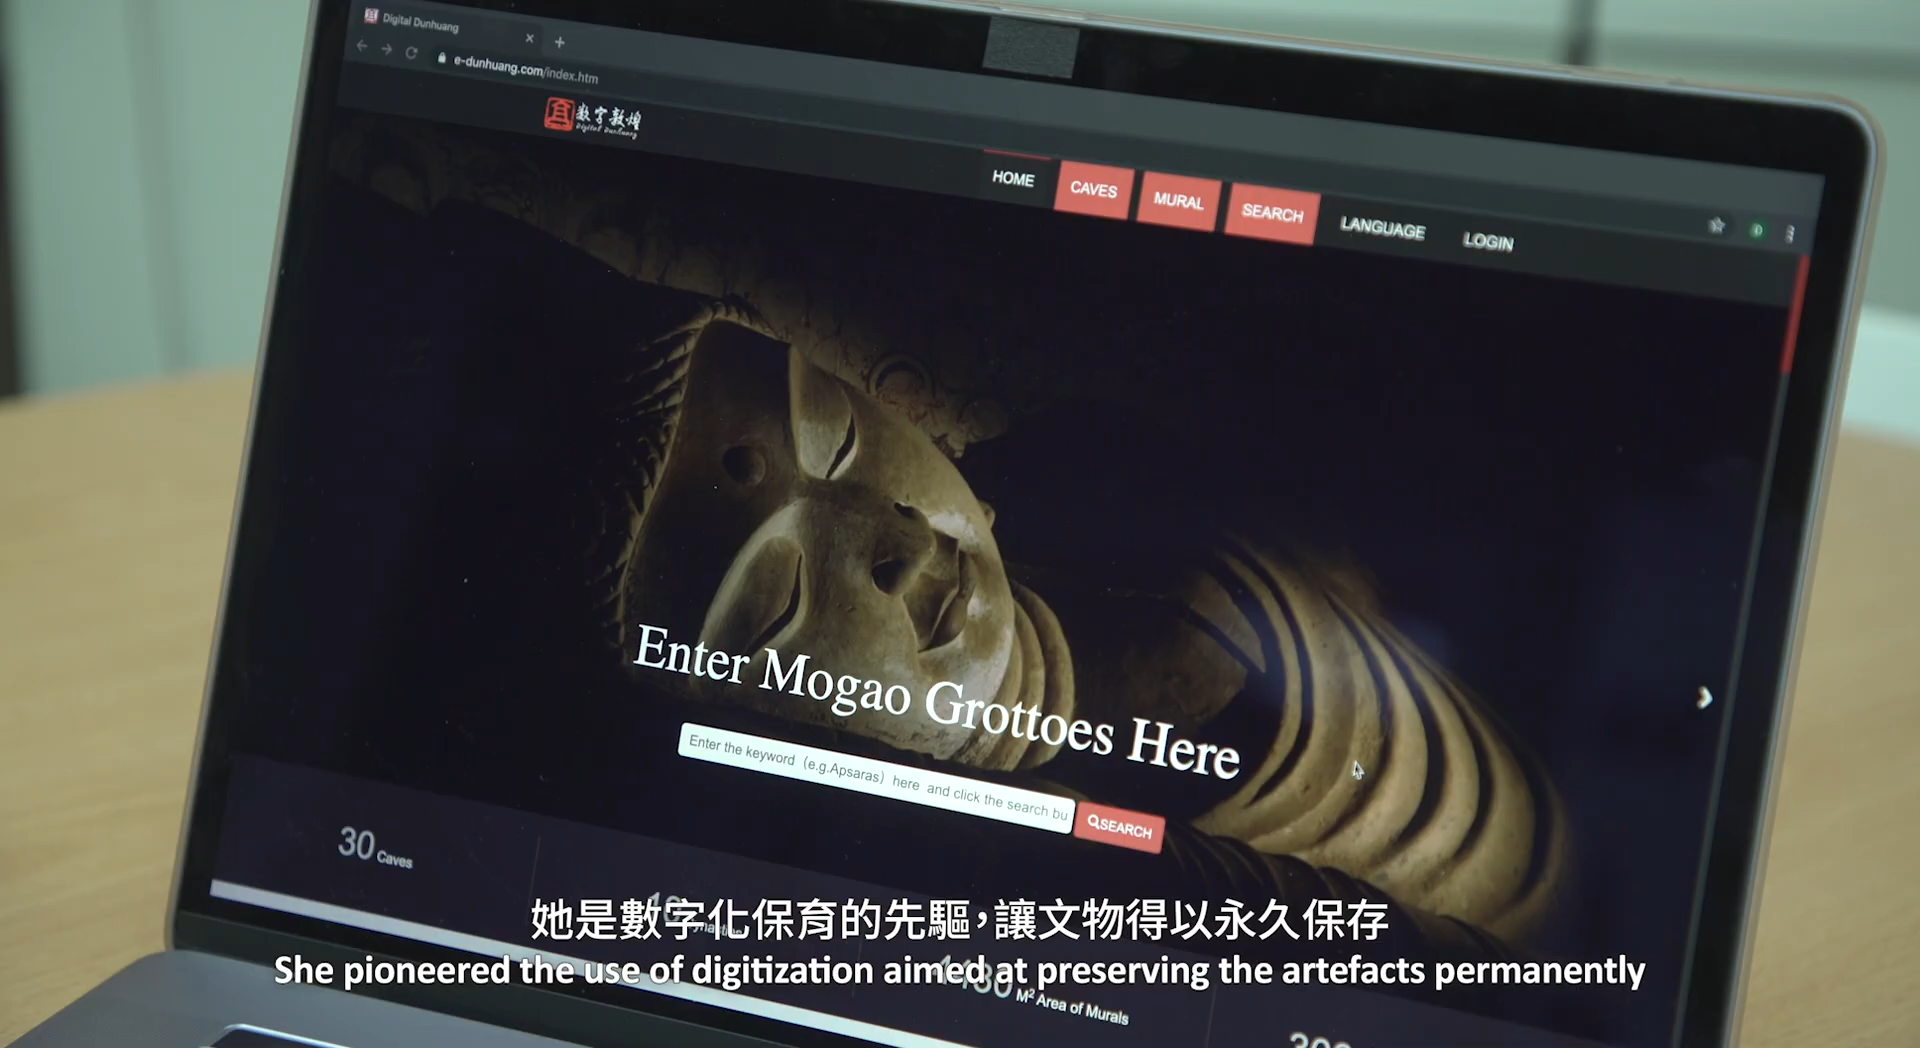 Digital Dunhuang
e-dunhuang.com/index.htm
数字敦煌
Digital Dunhuang
HOME
CAVES
MURAL
SEARCH
LANGUAGE
LOGIN
Enter Mogao Grottoes Here
Enter the keyword（e.g.Apsaras）here and click the search bu
SEARCH
30 Caves
她是數字化保育的先驅，讓文物得以永久保存
She pioneered the use of digitization aimed at preserving the artefacts permanently
M² Area of Murals